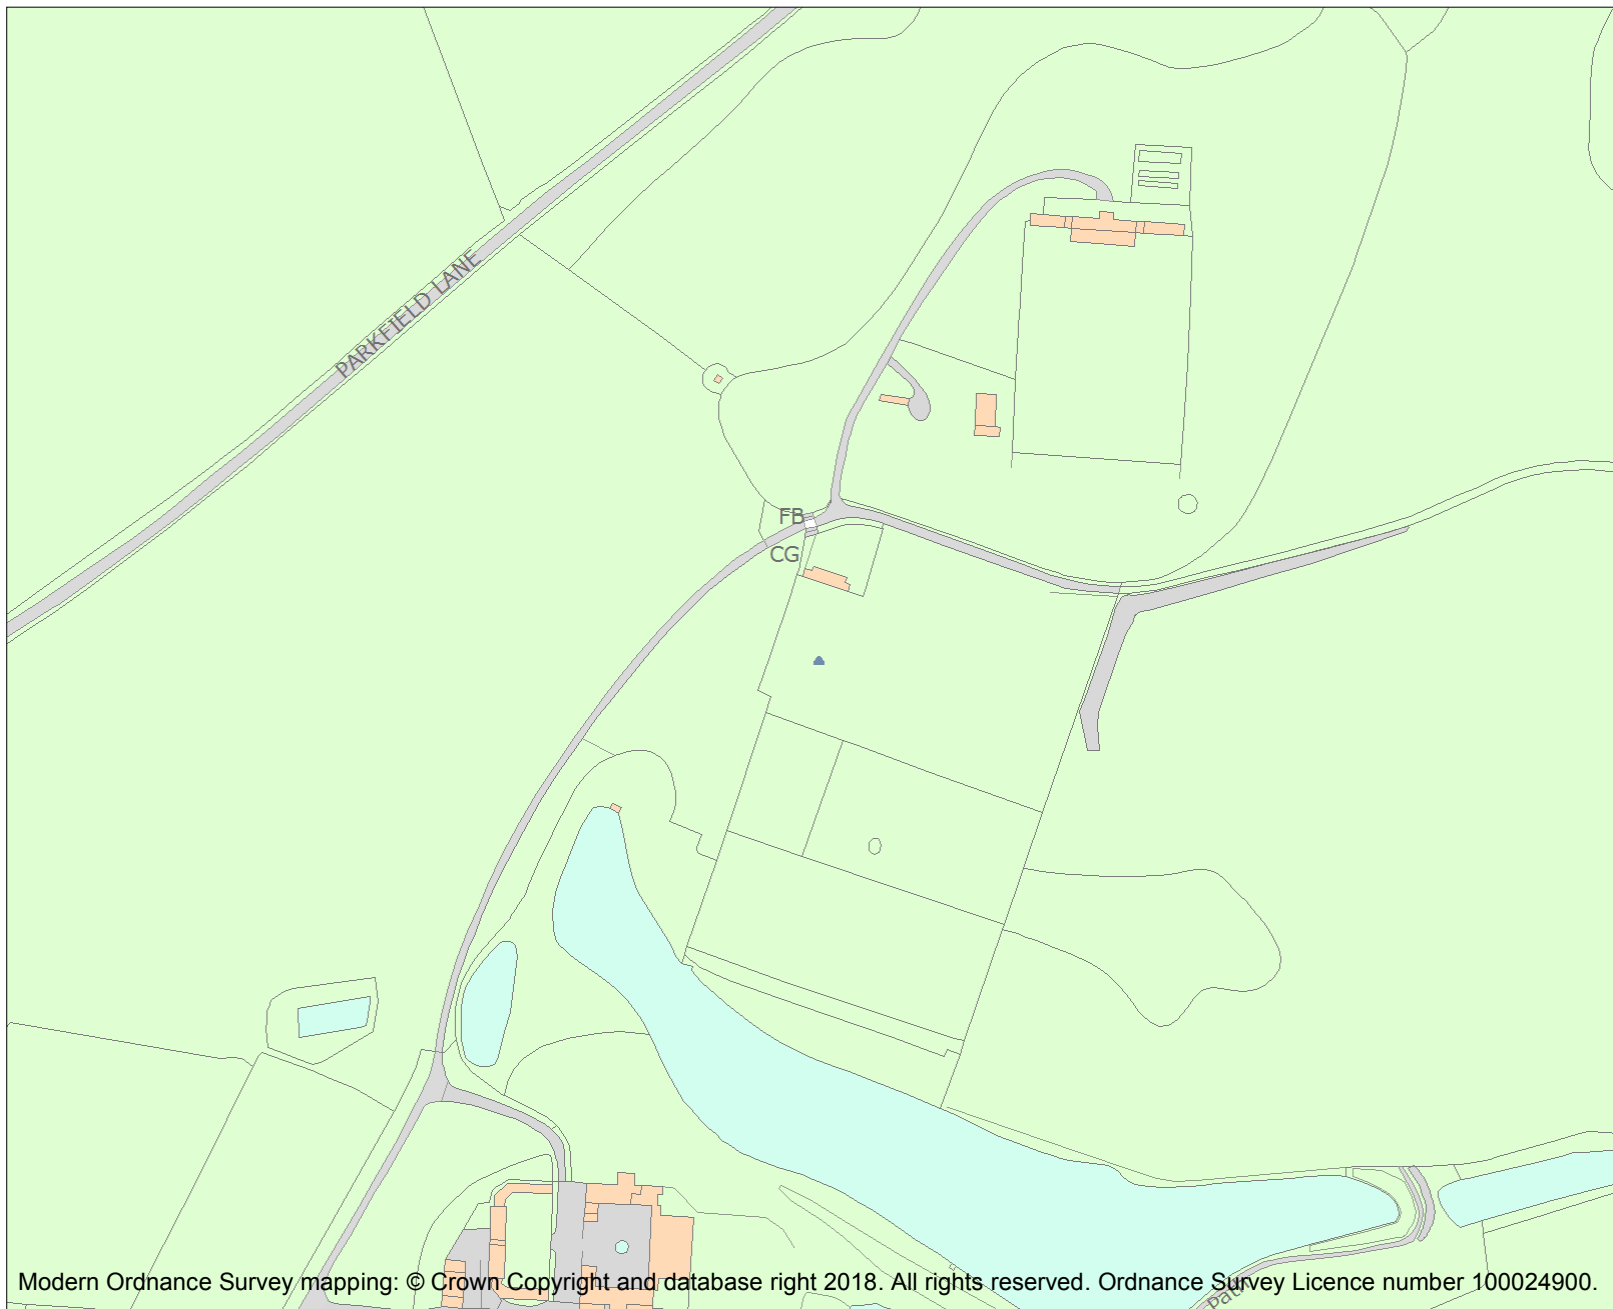 PARKFIELD LANE
FB
CG
Path
Modern Ordnance Survey mapping: © Crown Copyright and database right 2018. All rights reserved. Ordnance Survey Licence number 100024900.